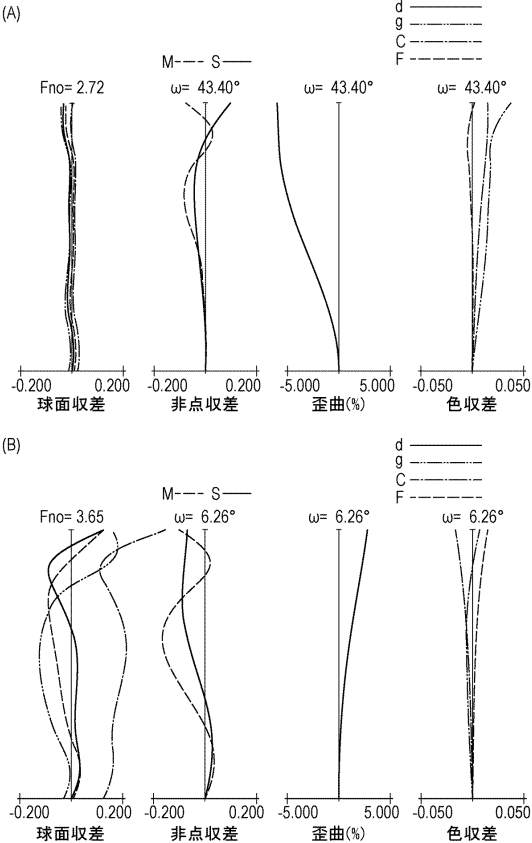 (A)
d
g
C
F
M S
Fno= 2.72
ω= 43.40°
ω= 43.40°
ω= 43.40°
-0.200 0.200
-0.200 0.200
-5.000 5.000
-0.050 0.050
球面収差
非点収差
歪曲(%)
色収差
(B)
d
g
C
F
M S
Fno= 3.65
ω= 6.26°
ω= 6.26°
ω= 6.26°
-0.200 0.200
-0.200 0.200
-5.000 5.000
-0.050 0.050
球面収差
非点収差
歪曲(%)
色収差